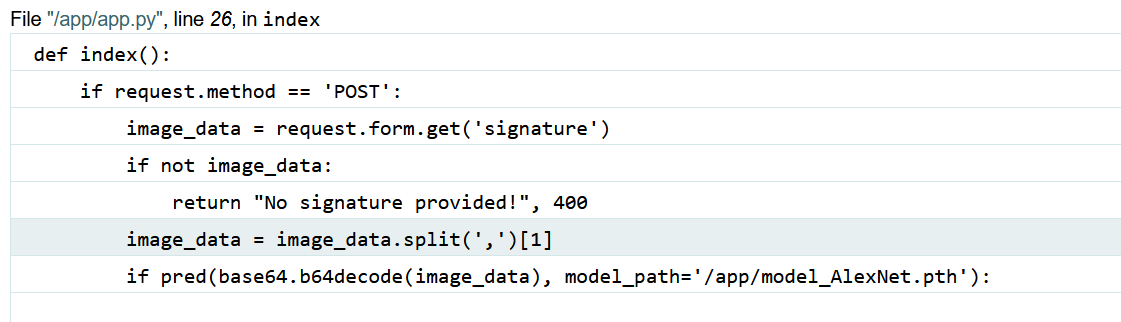 File "/app/app.py", line 26, in index
def index():
    if request.method == 'POST':
        image_data = request.form.get('signature')
        if not image_data:
            return "No signature provided!", 400
        image_data = image_data.split(',')[1]
        if pred(base64.b64decode(image_data), model_path='/app/model_AlexNet.pth'):